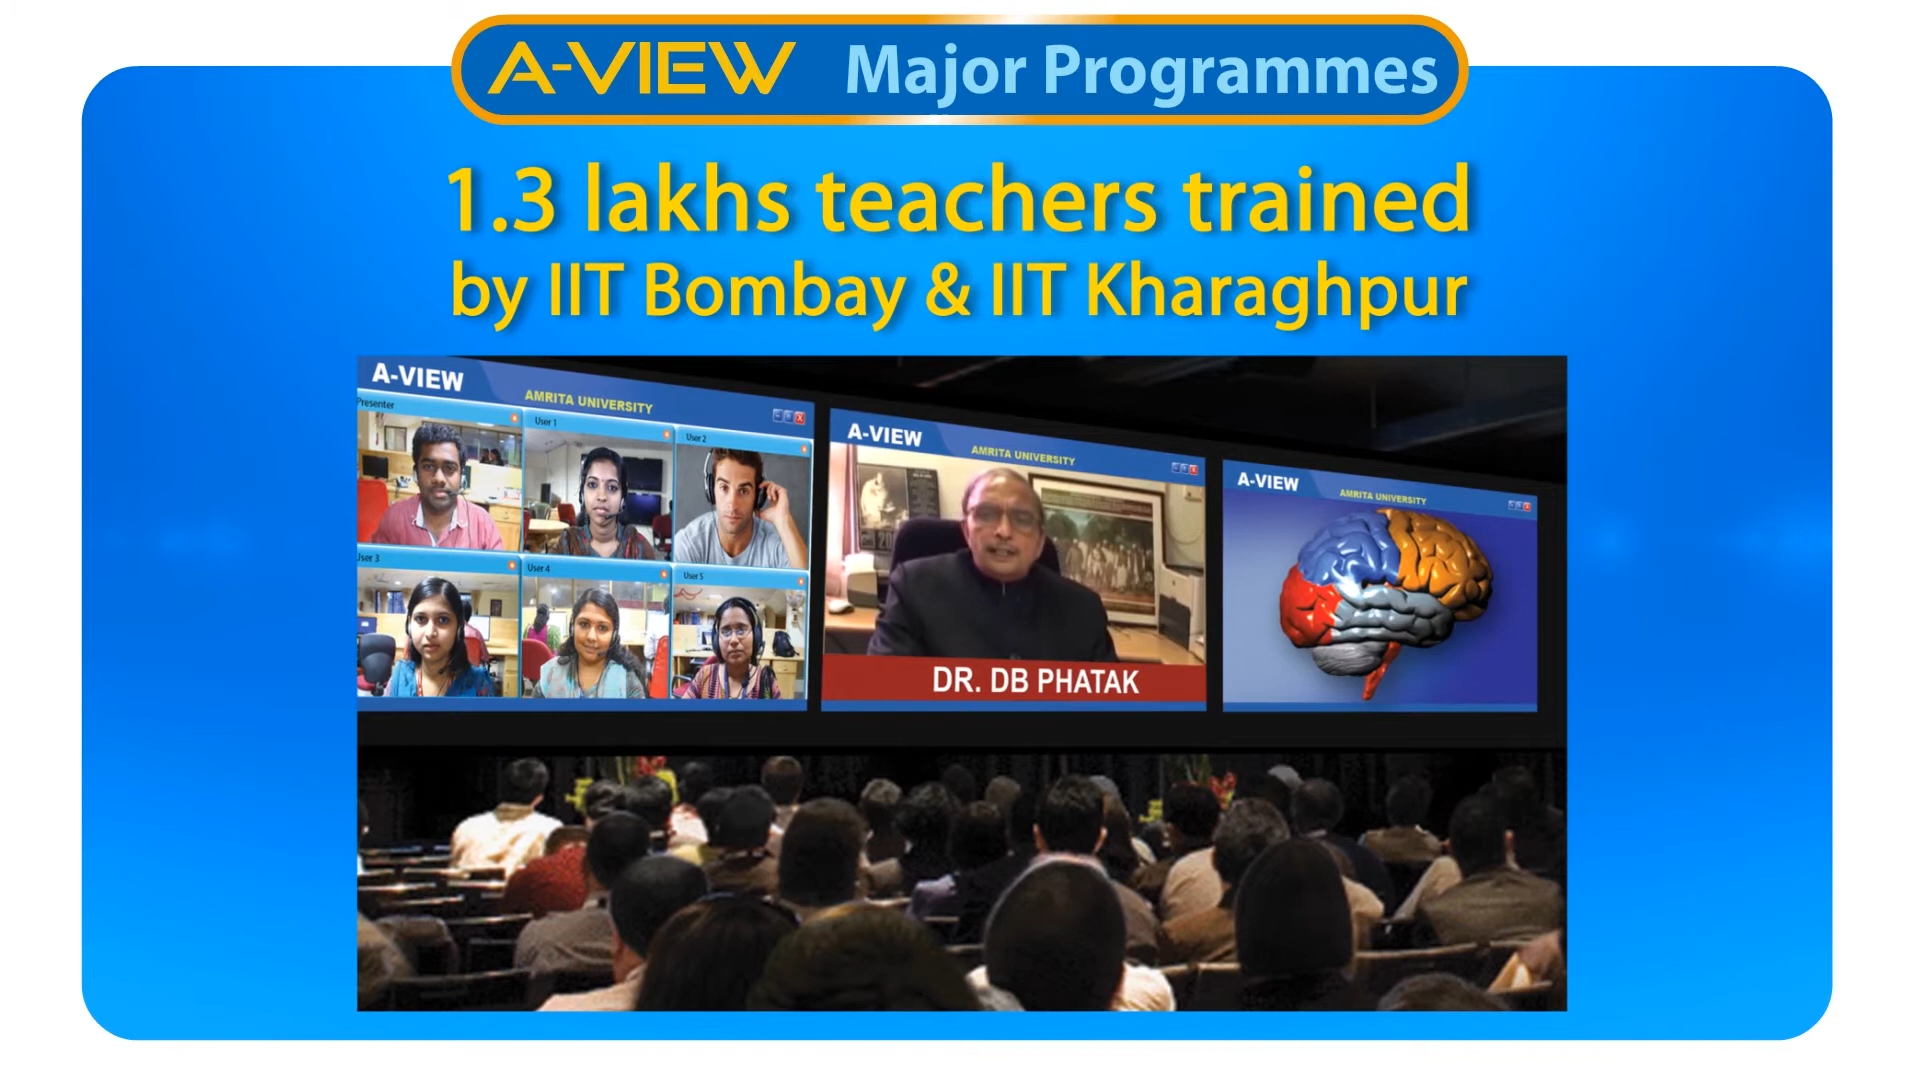 A-VIEW Major Programmes
1.3 lakhs teachers trained
by IIT Bombay & IIT Kharaghpur
A-VIEW
AMRITA UNIVERSITY
Presenter
User 1
User 2
User 3
User 4
User 5
A-VIEW
AMRITA UNIVERSITY
DR. DB PHATAK
A-VIEW
AMRITA UNIVERSITY